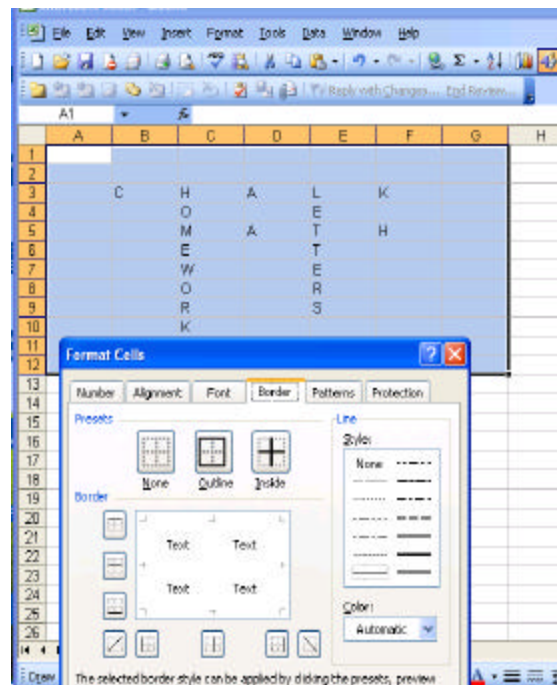 File Edit View Insert Format Tools Data Window Help
Reply with Changes... End Review...
A1 fx
A B C D E F G H
1
2
3 C H A L K
4 O E
5 M A T H
6 E T
7 W E
8 O R
9 R S
10 K
11
12
Format Cells
13
Number Alignment Font Border Patterns Protection
14
15 Presets Line
16 Style:
17 None
18 None Outline Inside
19 Border
20
21 Text Text
22
23 Text Text
24
25 Color:
26 Automatic
Draw The selected border style can be applied by clicking the presets, preview A